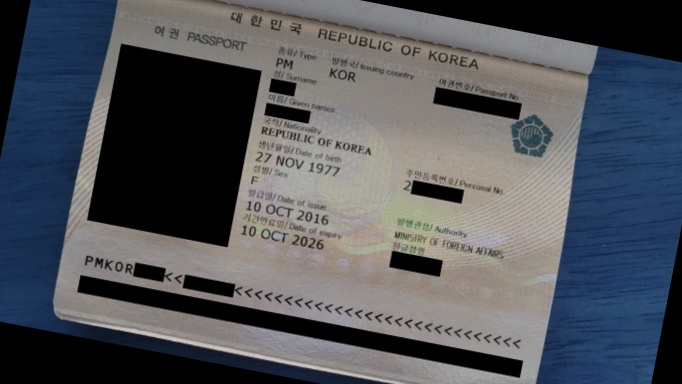 대한민국 REPUBLIC OF KOREA
여권 PASSPORT
종류/ Type 발행국/ Issuing country 여권번호/ Passport No.
PM KOR
성/ Surname
이름/ Given names
국적/ Nationality
REPUBLIC OF KOREA
생년월일/ Date of birth 주민등록번호/ Personal No.
27 NOV 1977 2
성별/ Sex
F
발급일/ Date of issue 발행관청/ Authority
10 OCT 2016 MINISTRY OF FOREIGN AFFAIRS
기간만료일/ Date of expiry 한글성명
10 OCT 2026
PMKOR <<  <<<<<<<<<<<<<<<<<<<<<<<<<<<<<<